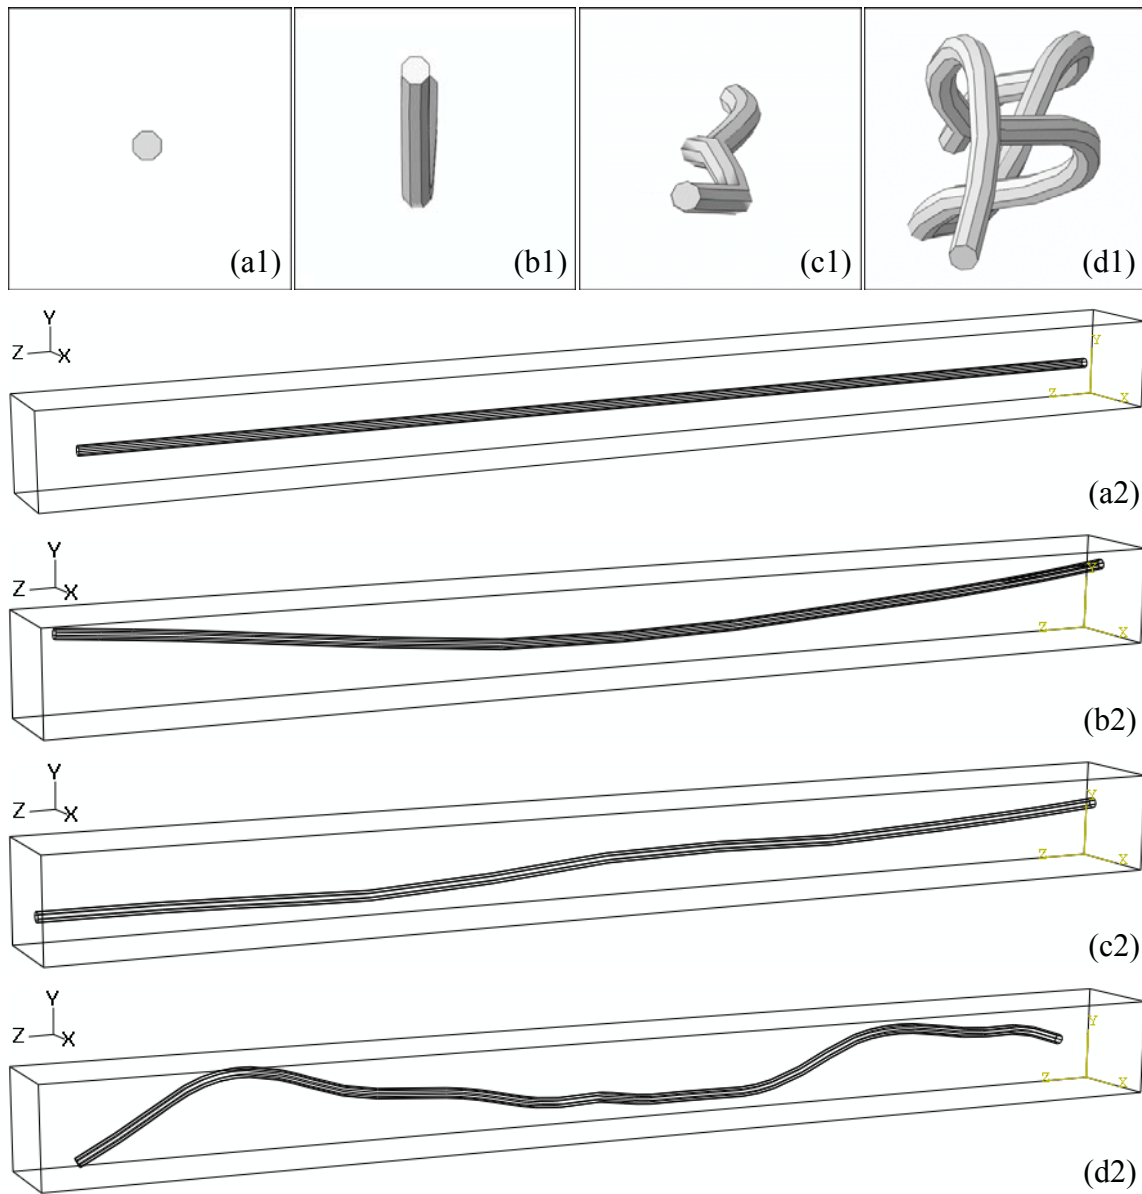 (a1) (b1) (c1) (d1)
Y
Z X
Y
Z X
(a2)
Y
Z X
Y
Z X
(b2)
Y
Z X
Y
Z X
(c2)
Y
Z X
Y
Z X
(d2)